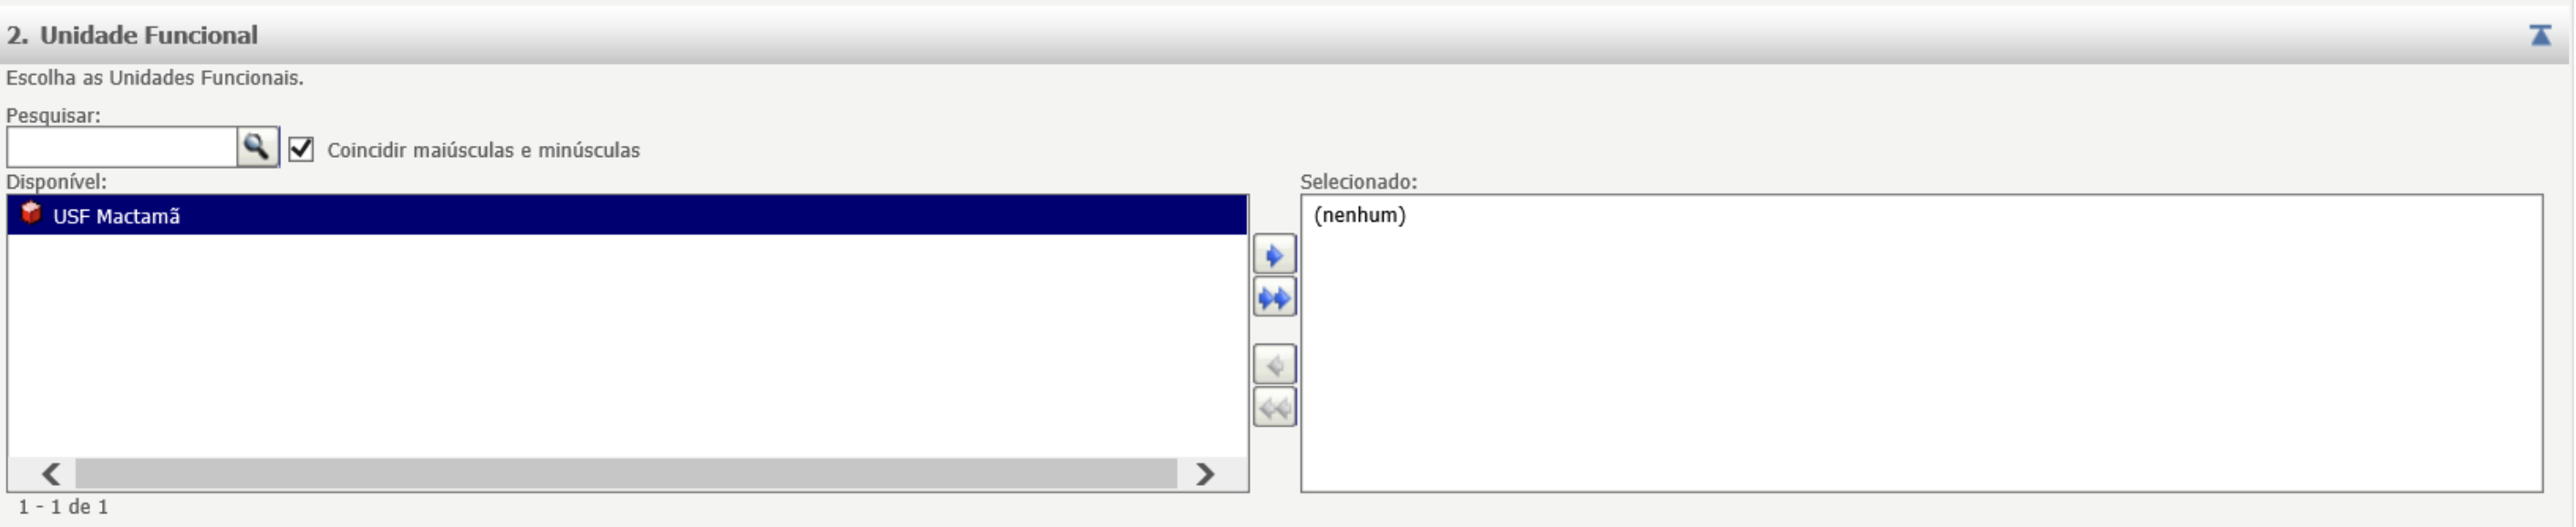 2. Unidade Funcional
Escolha as Unidades Funcionais.
Pesquisar:
Coincidir maiúsculas e minúsculas
Disponível:
Selecionado:
USF Mactamã
(nenhum)
1 - 1 de 1